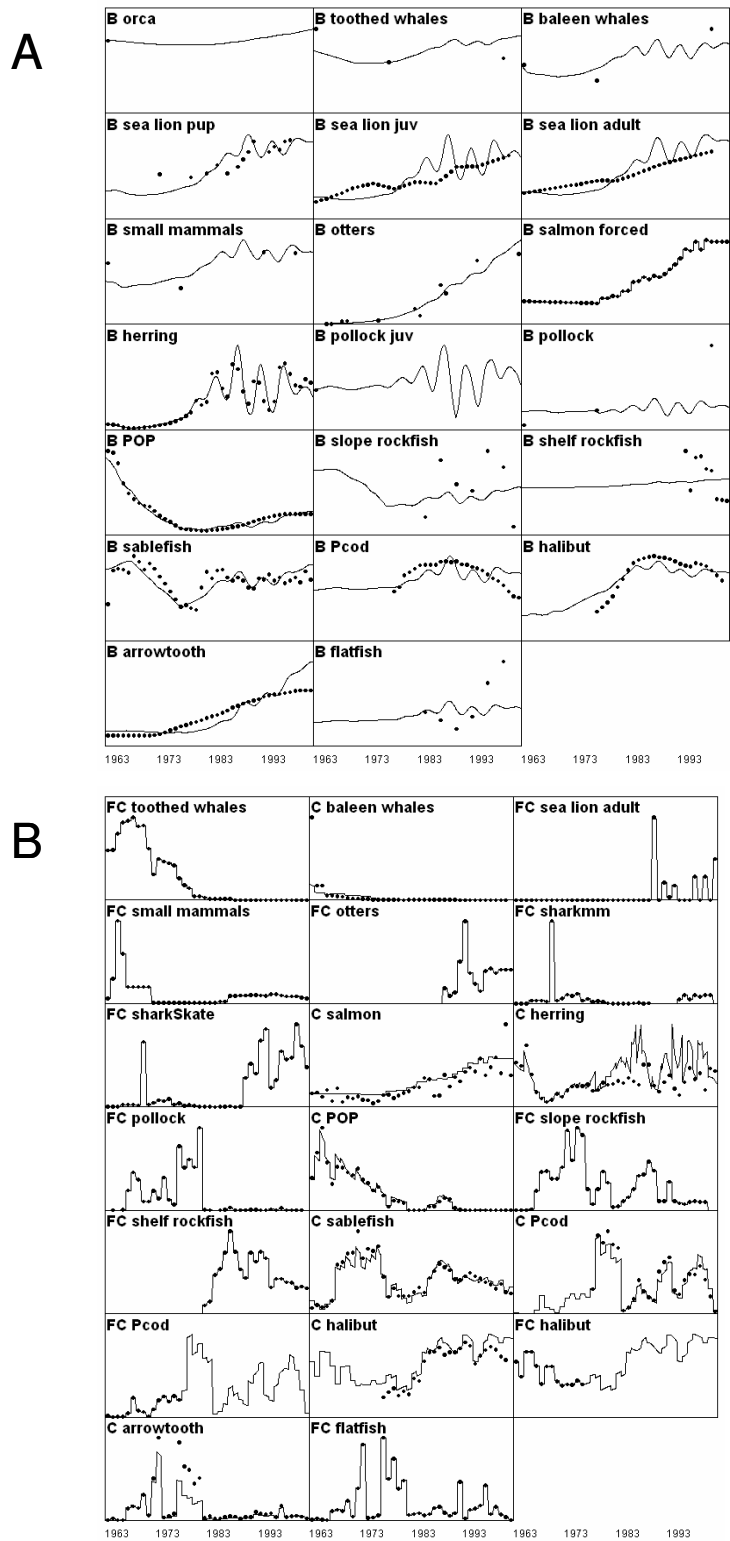 A
B orca
B toothed whales
B baleen whales
B sea lion pup
B sea lion juv
B sea lion adult
B small mammals
B otters
B salmon forced
B herring
B pollock juv
B pollock
B POP
B slope rockfish
B shelf rockfish
B sablefish
B Pcod
B halibut
B arrowtooth
B flatfish
1963 1973 1983 1993 1963 1973 1983 1993 1963 1973 1983 1993
B
FC toothed whales
C baleen whales
FC sea lion adult
FC small mammals
FC otters
FC sharkmm
FC sharkSkate
C salmon
C herring
FC pollock
C POP
FC slope rockfish
FC shelf rockfish
C sablefish
C Pcod
FC Pcod
C halibut
FC halibut
C arrowtooth
FC flatfish
1963 1973 1983 1993 1963 1973 1983 1993 1963 1973 1983 1993